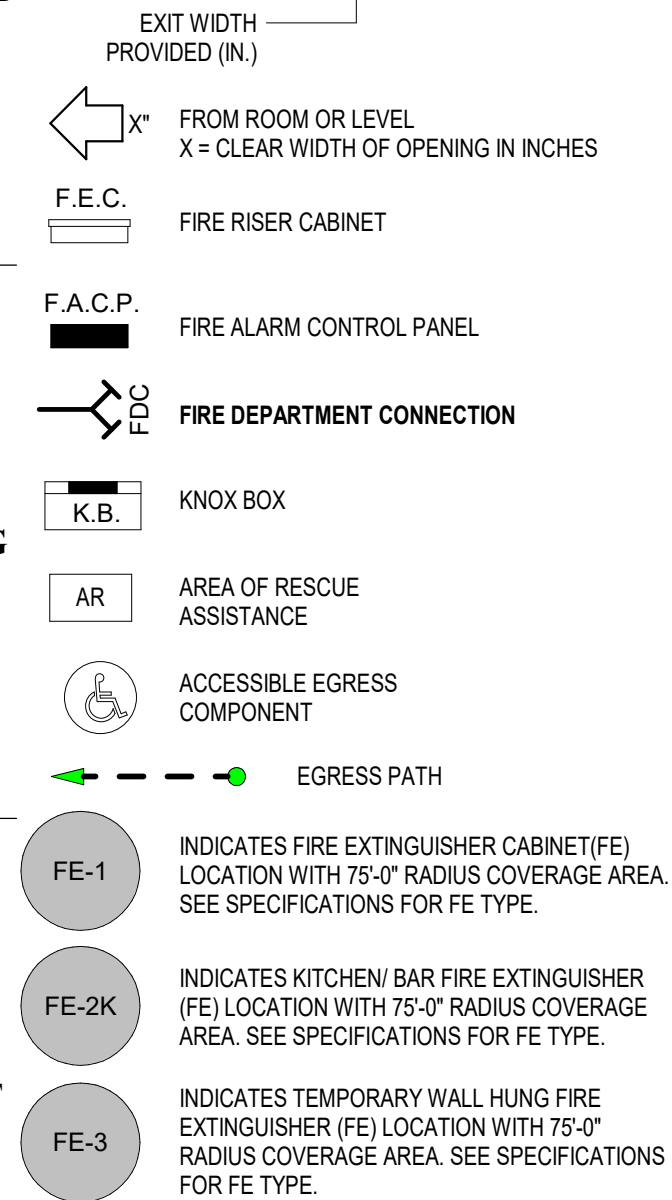 EXIT WIDTH
PROVIDED (IN.)
X"
FROM ROOM OR LEVEL
X = CLEAR WIDTH OF OPENING IN INCHES
F.E.C.
FIRE RISER CABINET
F.A.C.P.
FIRE ALARM CONTROL PANEL
FDC
FIRE DEPARTMENT CONNECTION
K.B.
KNOX BOX
AR
AREA OF RESCUE
ASSISTANCE
ACCESSIBLE EGRESS
COMPONENT
EGRESS PATH
FE-1
INDICATES FIRE EXTINGUISHER CABINET(FE)
LOCATION WITH 75'-0" RADIUS COVERAGE AREA.
SEE SPECIFICATIONS FOR FE TYPE.
FE-2K
INDICATES KITCHEN/ BAR FIRE EXTINGUISHER
(FE) LOCATION WITH 75'-0" RADIUS COVERAGE
AREA. SEE SPECIFICATIONS FOR FE TYPE.
FE-3
INDICATES TEMPORARY WALL HUNG FIRE
EXTINGUISHER (FE) LOCATION WITH 75'-0"
RADIUS COVERAGE AREA. SEE SPECIFICATIONS
FOR FE TYPE.